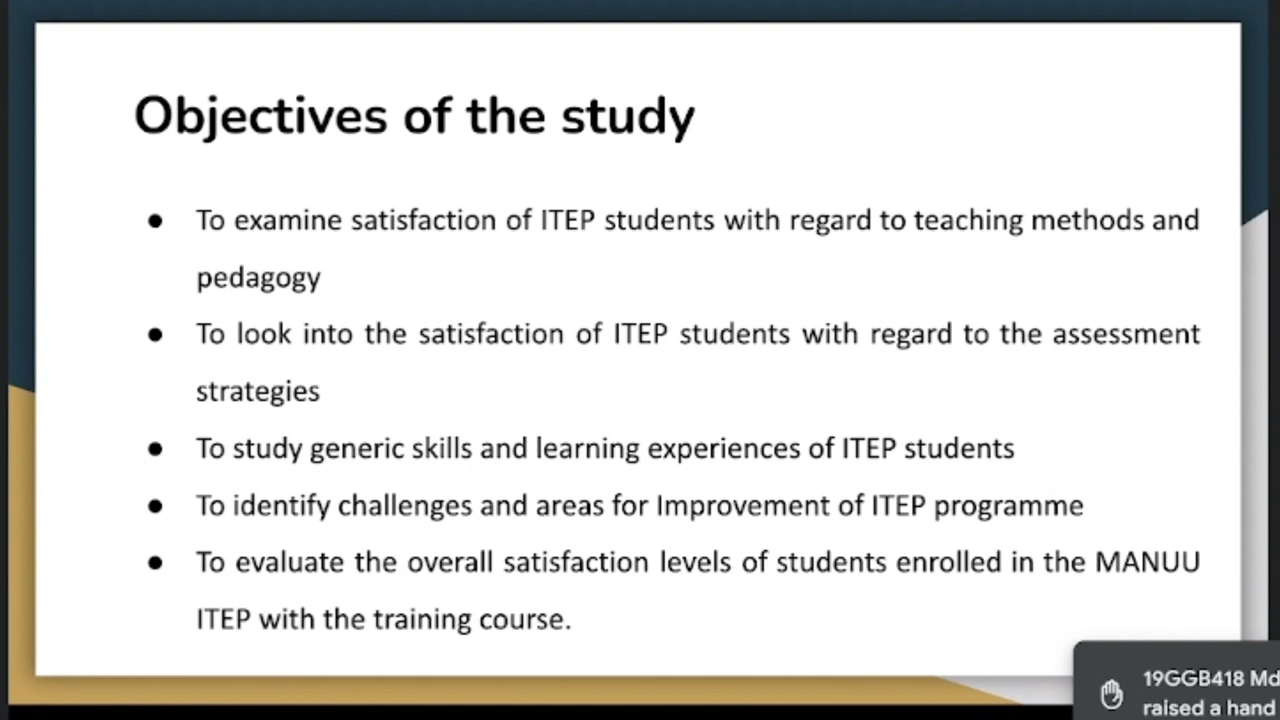 Objectives of the study
● To examine satisfaction of ITEP students with regard to teaching methods and
pedagogy
● To look into the satisfaction of ITEP students with regard to the assessment
strategies
● To study generic skills and learning experiences of ITEP students
● To identify challenges and areas for Improvement of ITEP programme
● To evaluate the overall satisfaction levels of students enrolled in the MANUU
ITEP with the training course.
19GGB418 Md
raised a hand